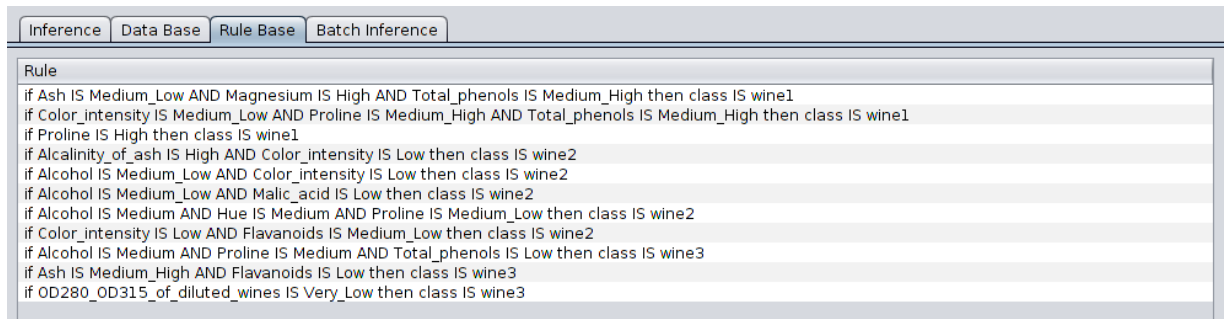 Inference Data Base Rule Base Batch Inference
Rule
if Ash IS Medium_Low AND Magnesium IS High AND Total_phenols IS Medium_High then class IS wine1
if Color_intensity IS Medium_Low AND Proline IS Medium_High AND Total_phenols IS Medium_High then class IS wine1
if Proline IS High then class IS wine1
if Alcalinity_of_ash IS High AND Color_intensity IS Low then class IS wine2
if Alcohol IS Medium_Low AND Color_intensity IS Low then class IS wine2
if Alcohol IS Medium_Low AND Malic_acid IS Low then class IS wine2
if Alcohol IS Medium AND Hue IS Medium AND Proline IS Medium_Low then class IS wine2
if Color_intensity IS Low AND Flavanoids IS Medium_Low then class IS wine2
if Alcohol IS Medium AND Proline IS Medium AND Total_phenols IS Low then class IS wine3
if Ash IS Medium_High AND Flavanoids IS Low then class IS wine3
if OD280_OD315_of_diluted_wines IS Very_Low then class IS wine3